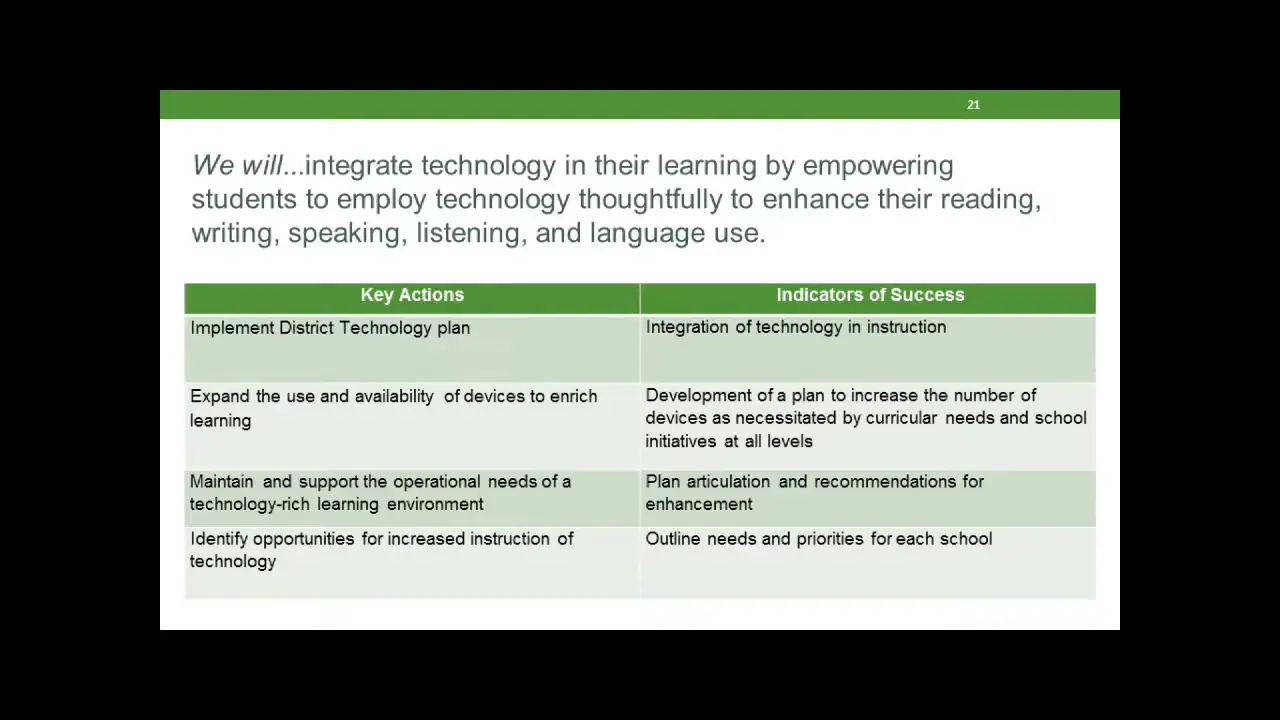 21
We will...integrate technology in their learning by empowering
students to employ technology thoughtfully to enhance their reading,
writing, speaking, listening, and language use.
Key Actions
Indicators of Success
Implement District Technology plan
Integration of technology in instruction
Expand the use and availability of devices to enrich
learning
Development of a plan to increase the number of
devices as necessitated by curricular needs and school
initiatives at all levels
Maintain and support the operational needs of a
technology-rich learning environment
Plan articulation and recommendations for
enhancement
Identify opportunities for increased instruction of
technology
Outline needs and priorities for each school